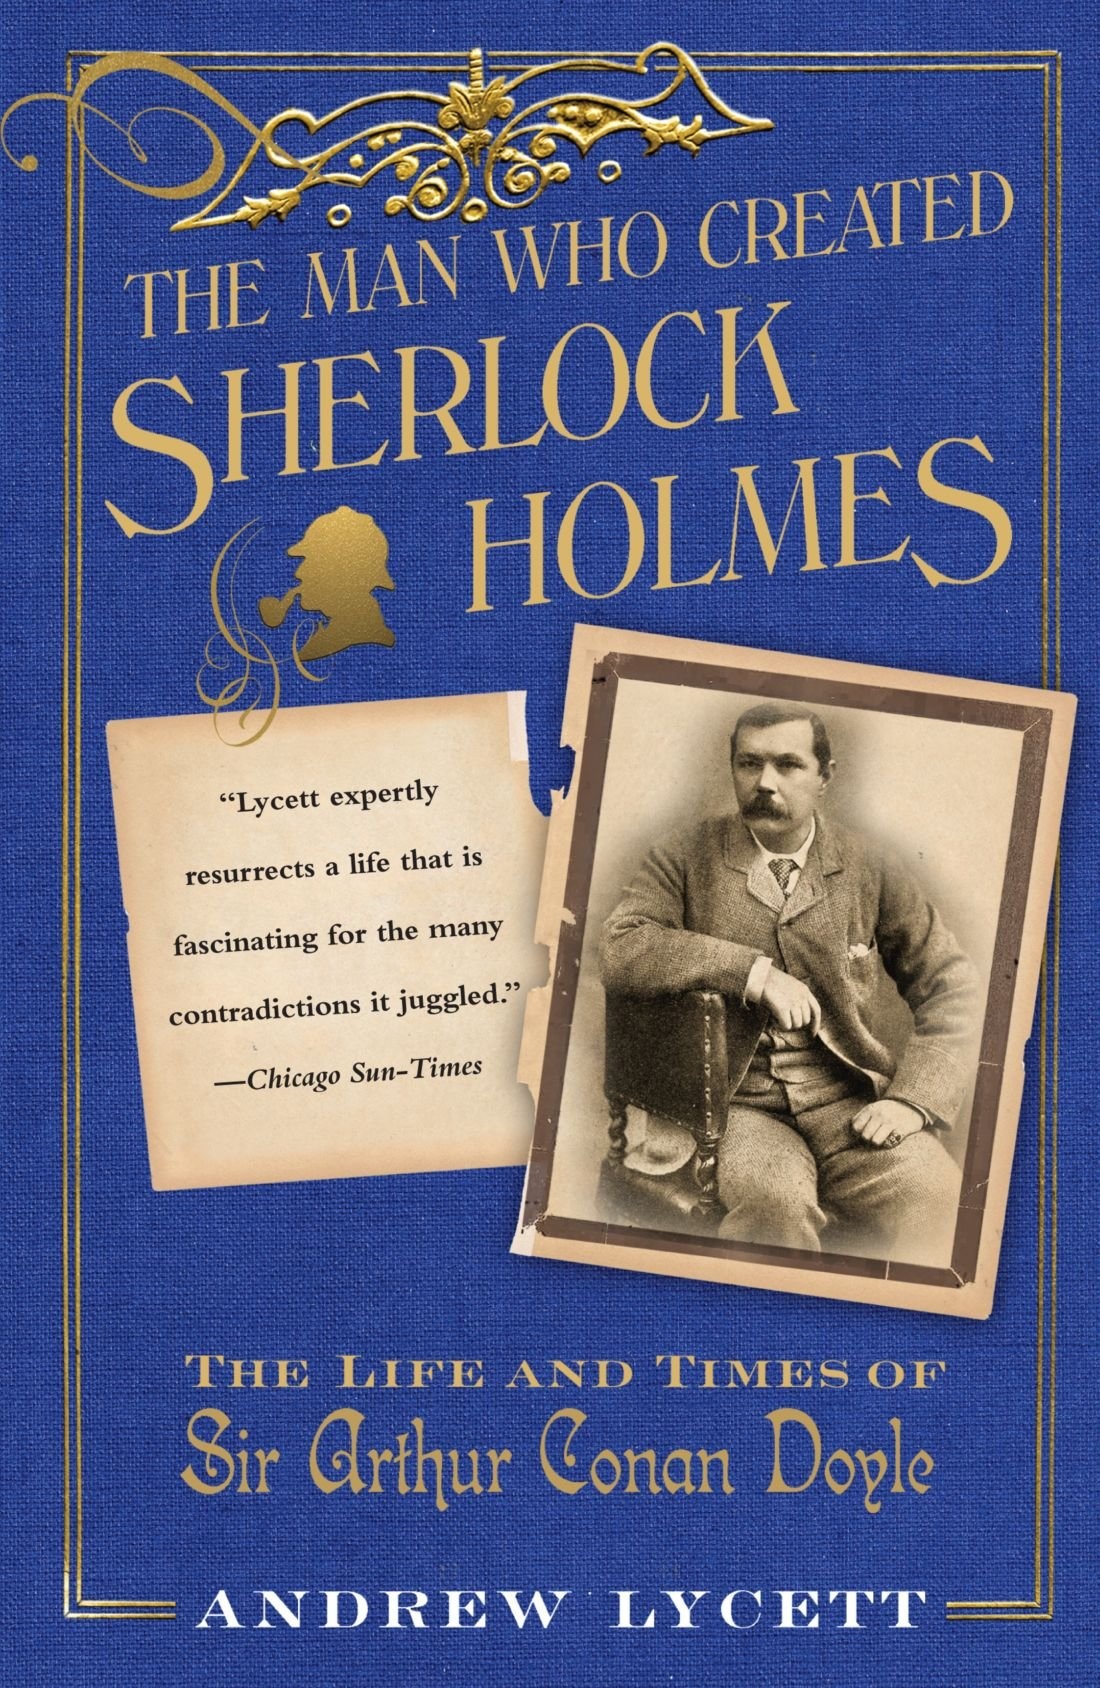 THE MAN WHO CREATED
SHERLOCK
HOLMES
“Lycett expertly
resurrects a life that is
fascinating for the many
contradictions it juggled.”
—Chicago Sun-Times
THE LIFE AND TIMES OF
Sir Arthur Conan Doyle
ANDREW LYCETT